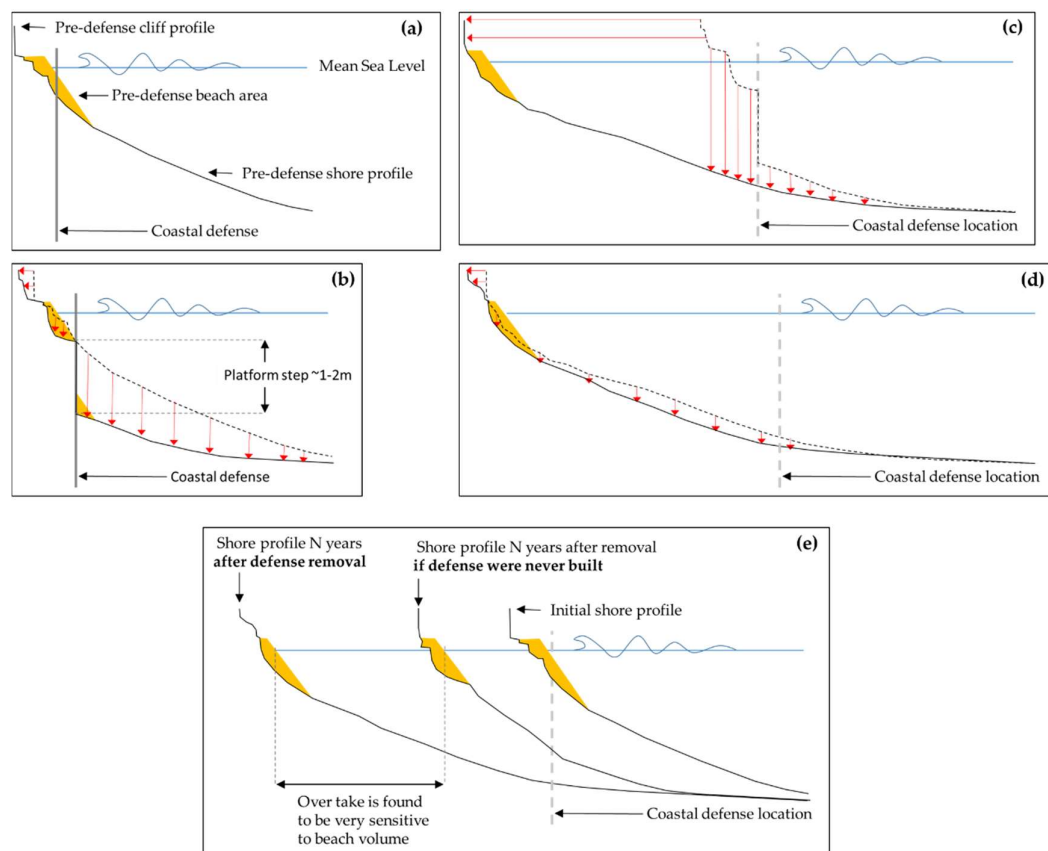 (a)
Pre-defense cliff profile
Mean Sea Level
Pre-defense beach area
Pre-defense shore profile
Coastal defense
(b)
Platform step ~1-2m
Coastal defense
(c)
Coastal defense location
(d)
Coastal defense location
(e)
Shore profile N years
after defense removal
Shore profile N years after removal
if defense were never built
Initial shore profile
Over take is found
to be very sensitive
to beach volume
Coastal defense location